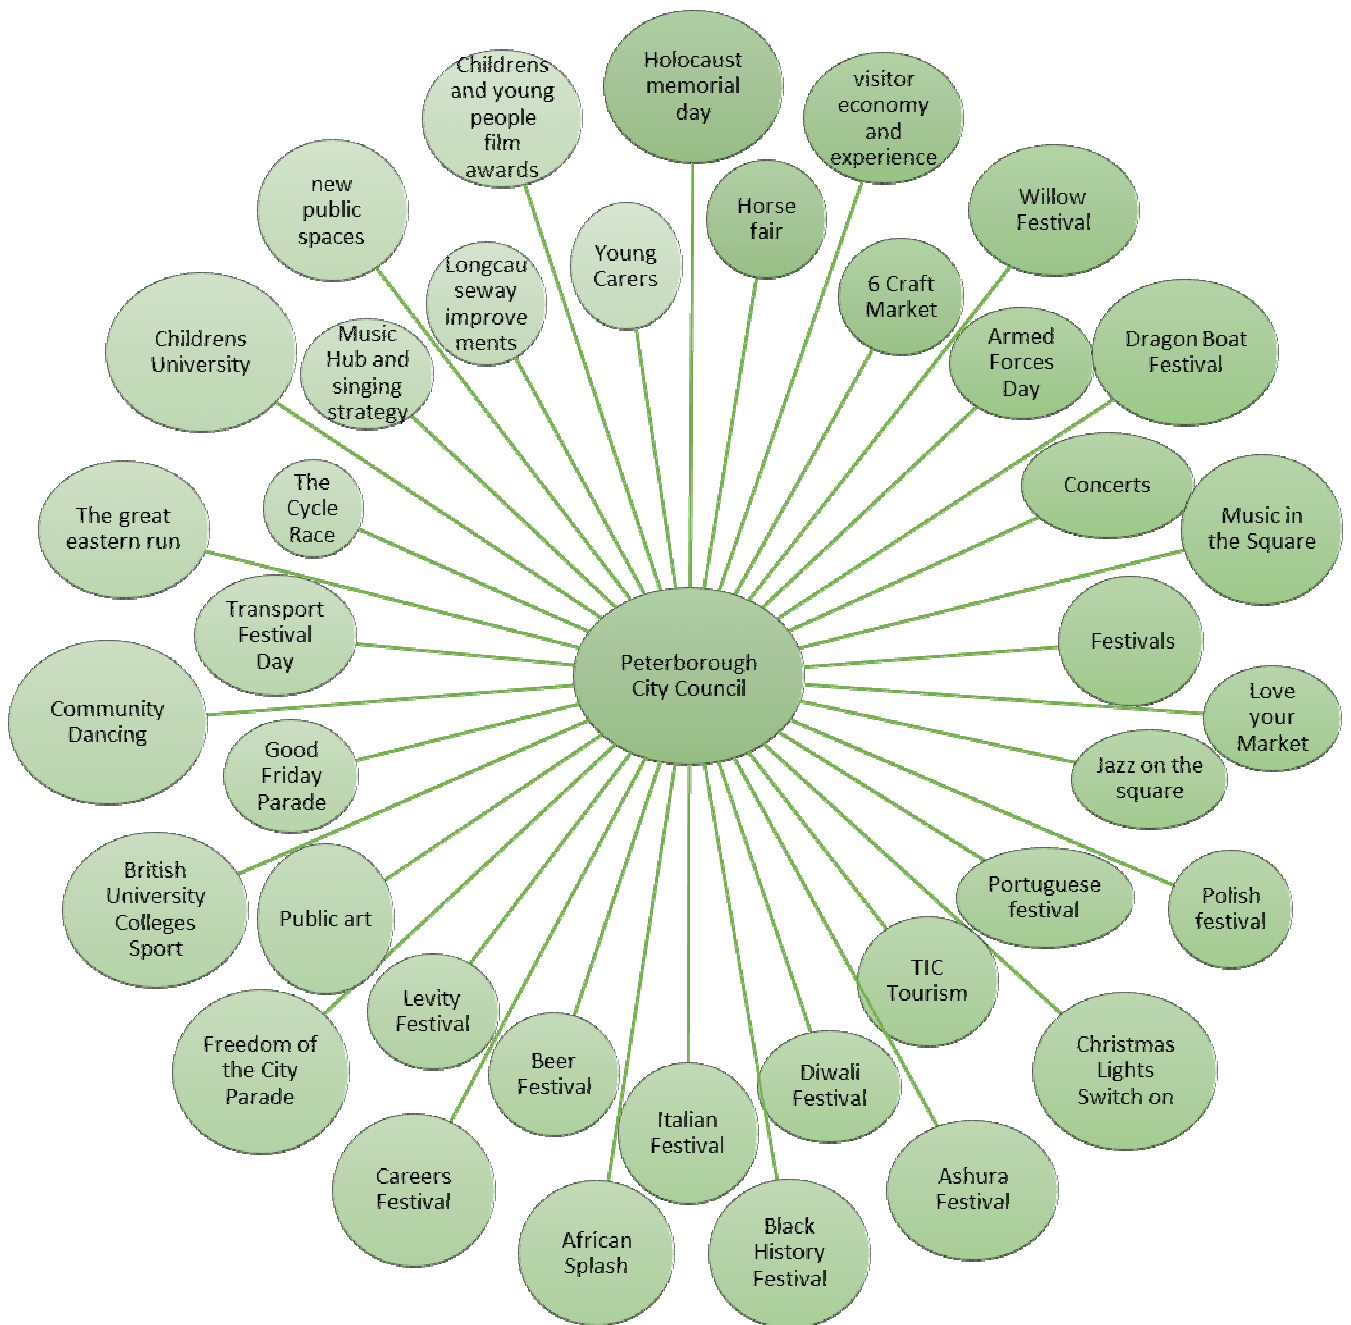 Peterborough
City Council
Holocaust
memorial
day
Horse
fair
visitor
economy
and
experience
6 Craft
Market
Willow
Festival
Armed
Forces
Day
Dragon Boat
Festival
Concerts
Music in
the Square
Festivals
Love
your
Market
Jazz on the
square
Polish
festival
Portuguese
festival
Christmas
Lights
Switch on
TIC
Tourism
Ashura
Festival
Diwali
Festival
Black
History
Festival
Italian
Festival
African
Splash
Beer
Festival
Careers
Festival
Levity
Festival
Freedom of
the City
Parade
Public art
British
University
Colleges
Sport
Good
Friday
Parade
Community
Dancing
Transport
Festival
Day
The great
eastern run
The
Cycle
Race
Childrens
University
Music
Hub and
singing
strategy
new
public
spaces
Longcau
seway
improve
ments
Childrens
and young
people
film
awards
Young
Carers